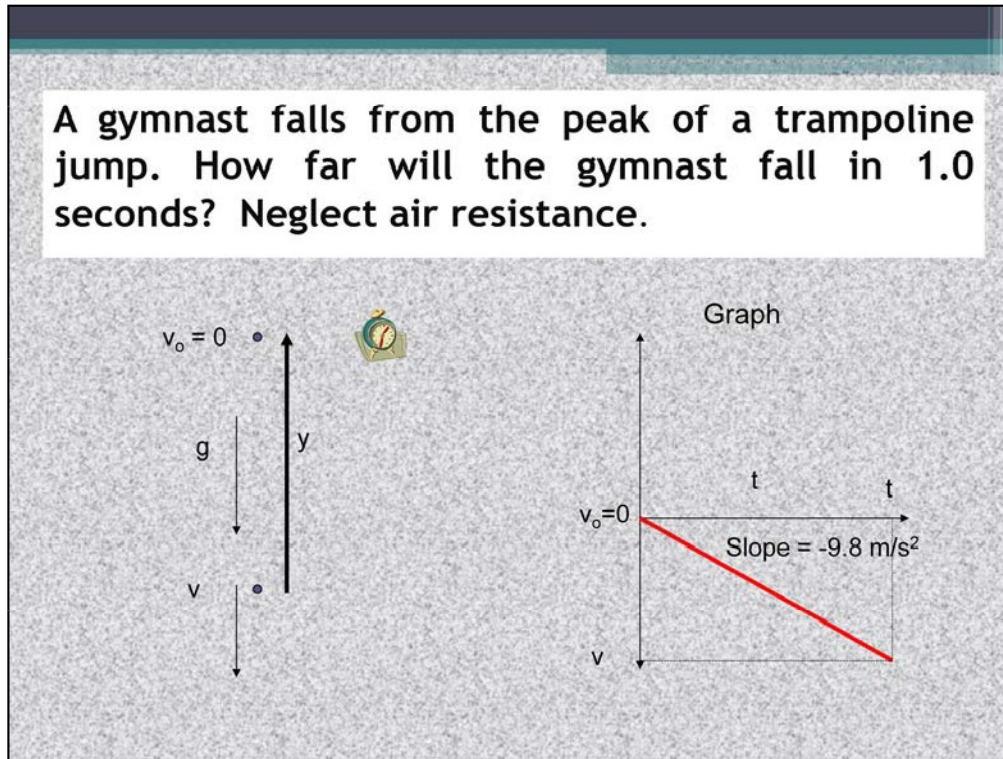 A gymnast falls from the peak of a trampoline
jump. How far will the gymnast fall in 1.0
seconds? Neglect air resistance.
Graph
vₒ = 0
g
y
v
t
t
vₒ=0
Slope = -9.8 m/s²
v